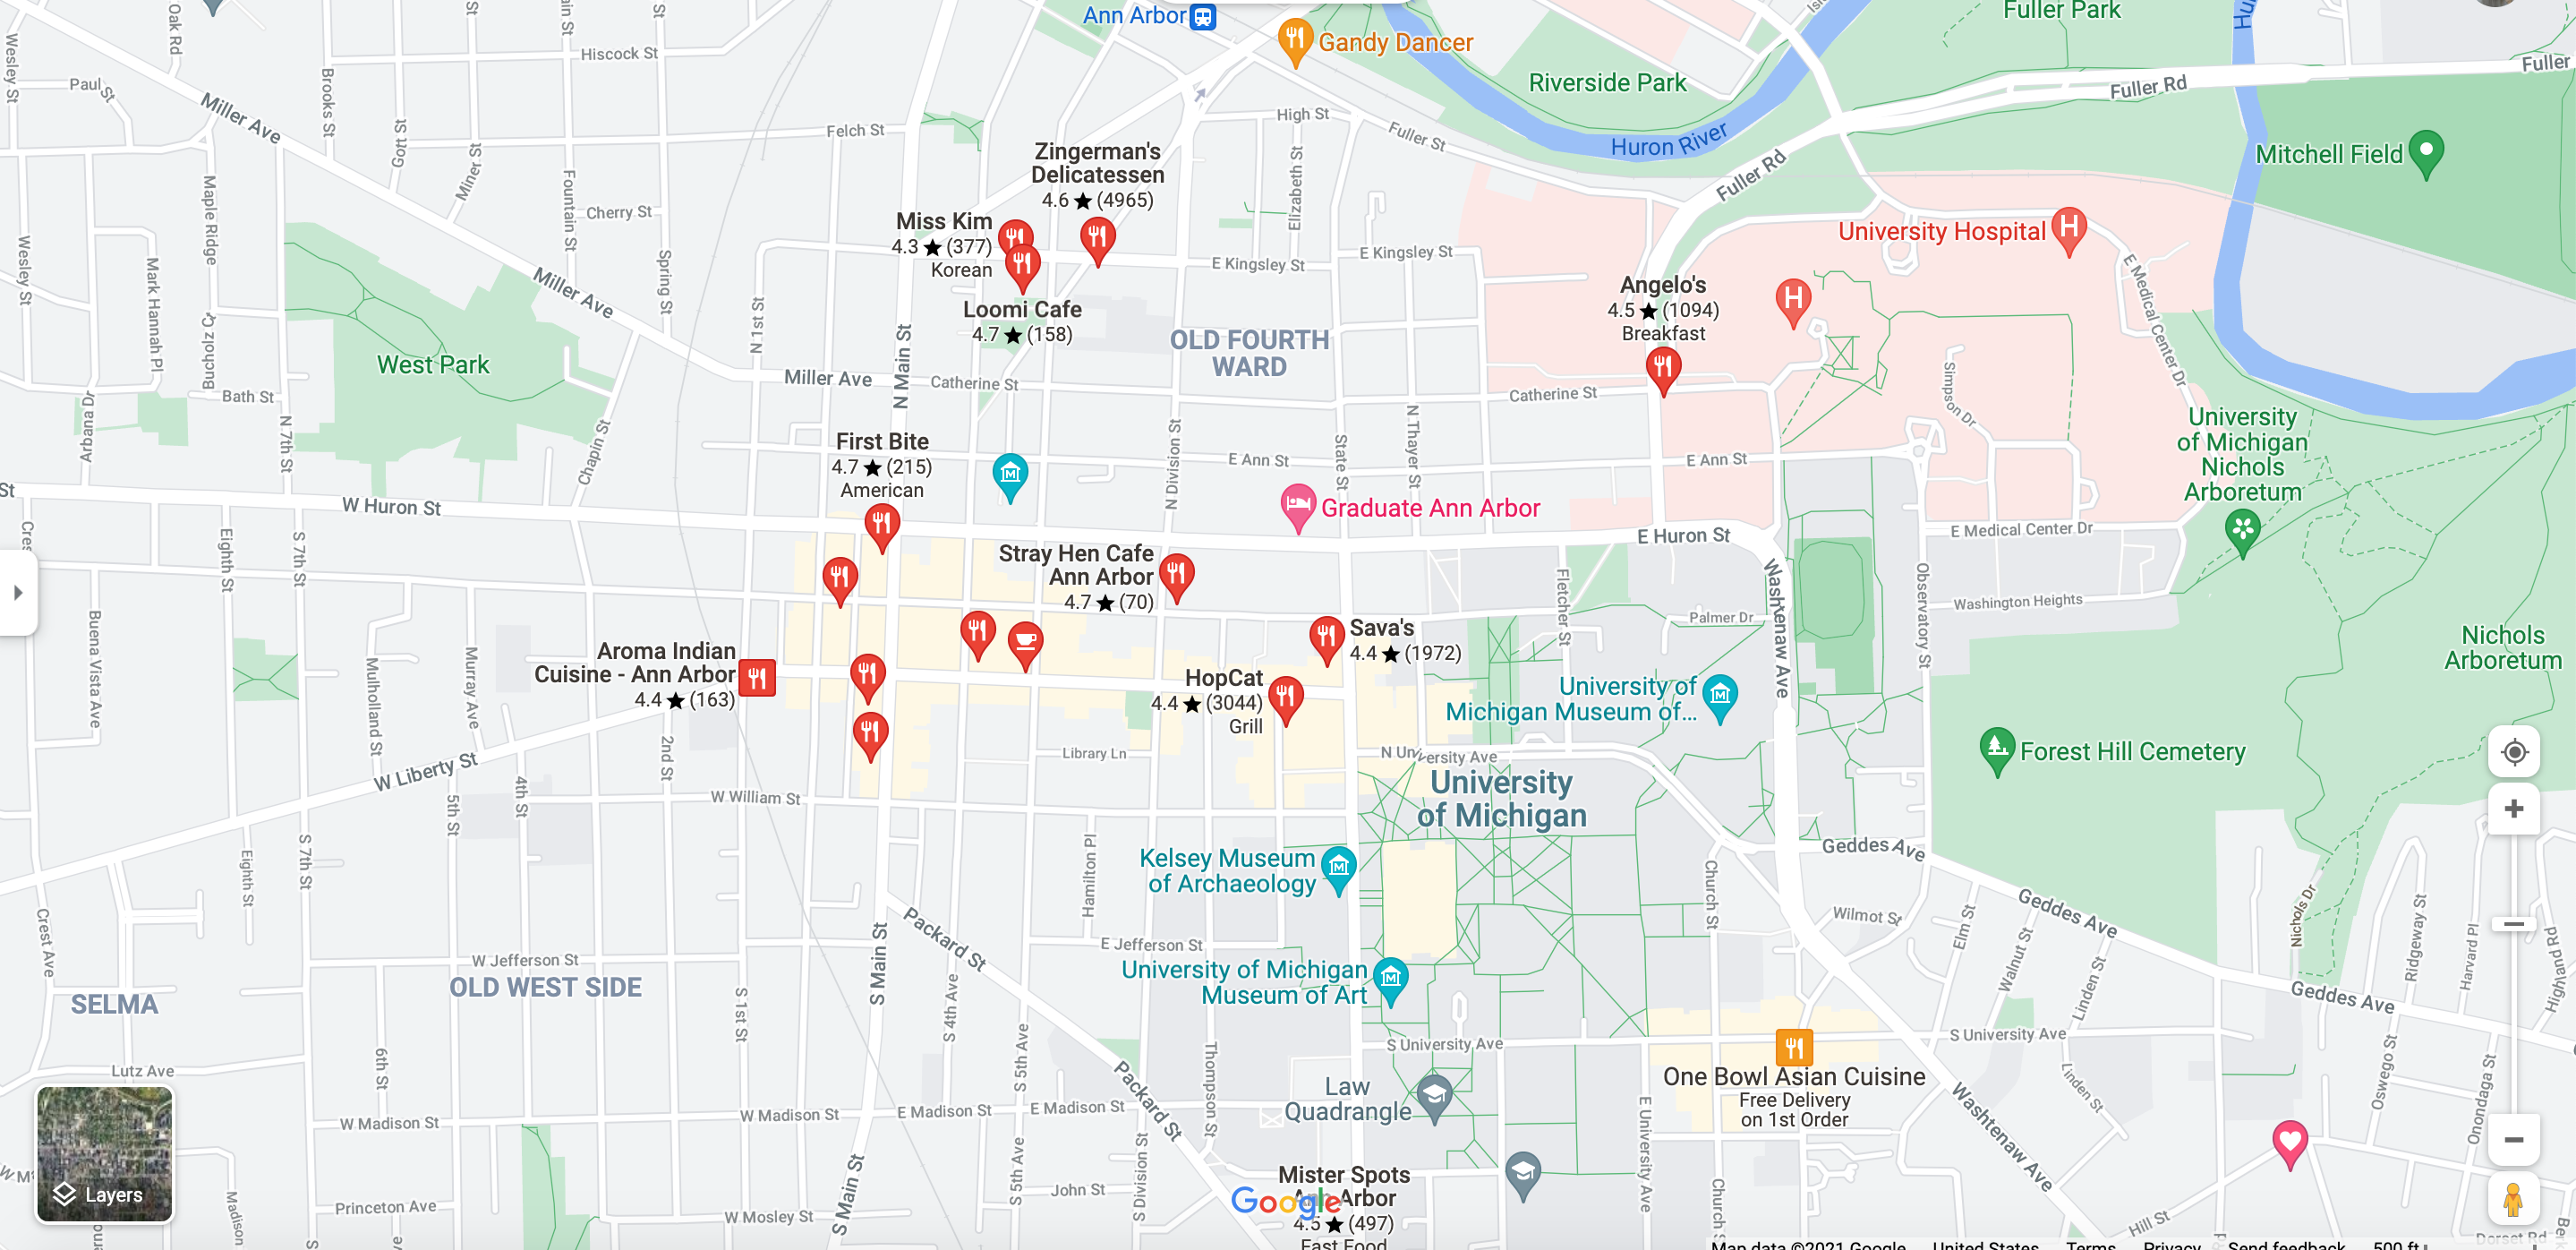 Ann Arbor
Gandy Dancer
Fuller Park
Riverside Park
Huron River
Fuller Rd
Fuller
Fuller Rd
Mitchell Field
Oak Rd
Wesley St
Paul St
Hiscock St
Brooks St
Miller Ave
Gott St
Miner St
Felch St
High St
Fuller St
Elizabeth St
Zingerman's
Delicatessen
4.6 ★ (4965)
Miss Kim
4.3 ★ (377)
Korean
Loomi Cafe
4.7 ★ (158)
Maple Ridge
Fountain St
Cherry St
Wesley St
Mark Hannah Pl
Buchholz Ct
Spring St
Miller Ave
N 1st St
N Main St
E Kingsley St
E Kingsley St
University Hospital
E Medical Center Dr
Angelo's
4.5 ★ (1094)
Breakfast
OLD FOURTH
WARD
West Park
Arbana Dr
Bath St
N 7th St
Chapin St
Miller Ave
Catherine St
Catherine St
Simpson Dr
N Division St
State St
N Thayer St
E Ann St
E Ann St
University
of Michigan
Nichols
Arboretum
First Bite
4.7 ★ (215)
American
St
W Huron St
Graduate Ann Arbor
E Huron St
E Medical Center Dr
Stray Hen Cafe
Ann Arbor
4.7 ★ (70)
Eighth St
S 7th St
Fletcher St
Washtenaw Ave
Observatory St
Washington Heights
Palmer Dr
Buena Vista Ave
Mulholland St
Murray Ave
Aroma Indian
Cuisine - Ann Arbor
4.4 ★ (163)
Sava's
4.4 ★ (1972)
HopCat
4.4 ★ (3044)
Grill
University of
Michigan Museum of...
Nichols
Arboretum
Forest Hill Cemetery
W Liberty St
2nd St
Library Ln
N University Ave
5th St
4th St
W William St
University
of Michigan
Eighth St
S 7th St
Hamilton Pl
Kelsey Museum
of Archaeology
Church St
Geddes Ave
Geddes Ave
Geddes Ave
Wilmot St
Crest Ave
Elm St
Walnut St
Linden St
Nichols Dr
Ridgeway St
Harvard Pl
Highland Rd
SELMA
W Jefferson St
OLD WEST SIDE
S 1st St
S Main St
Packard St
E Jefferson St
S 4th Ave
University of Michigan
Museum of Art
S University Ave
S University Ave
Lutz Ave
6th St
S 5th Ave
Packard St
Thompson St
One Bowl Asian Cuisine
Free Delivery
on 1st Order
Linden St
Oswego St
Onondaga St
Law
Quadrangle
W Madison St
W Madison St
E Madison St
E Madison St
E University Ave
Washtenaw Ave
Layers
Madison
Princeton Ave
W Mosley St
S Main St
S 5th Ave
John St
S Division St
Mister Spots
Ann Arbor
4.5 ★ (497)
Fast Food
Google
Church S
Hill St
Dorset Rd
Map data ©2021 Google
United States
Terms
Privacy
Send feedback
500 ft